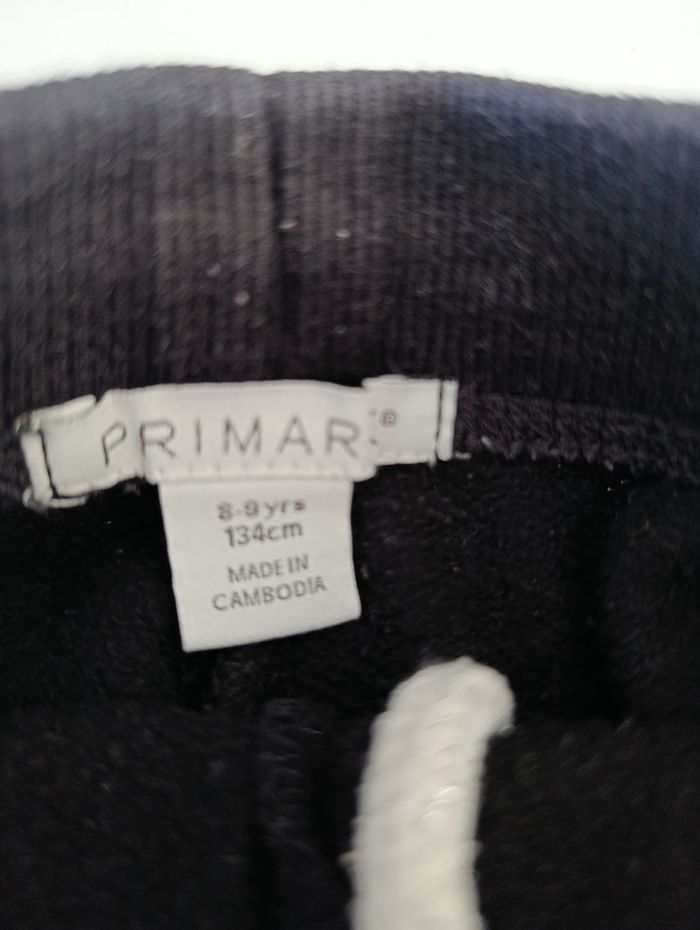 PRIMAR
8-9 yrs
134cm
MADE IN
CAMBODIA